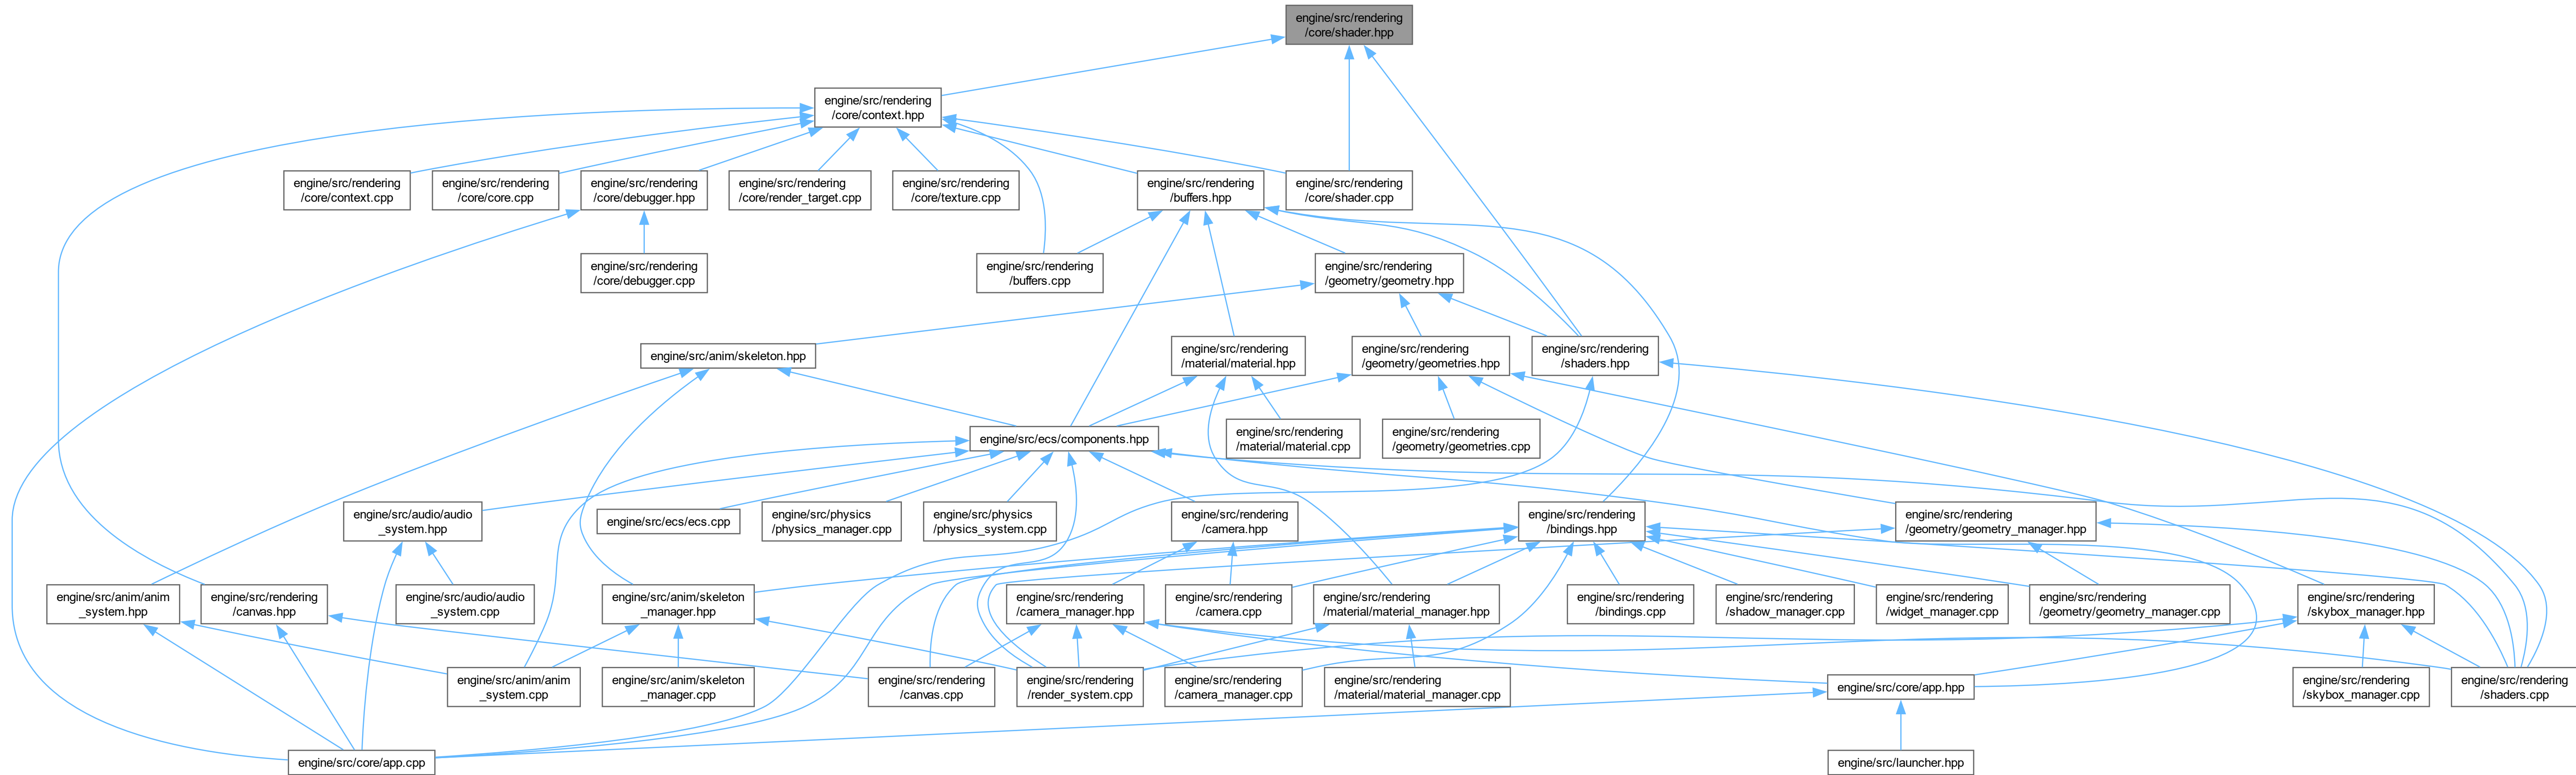 engine/src/rendering
/core/shader.hpp
engine/src/rendering
/core/context.hpp
engine/src/rendering
/core/context.cpp
engine/src/rendering
/core/core.cpp
engine/src/rendering
/core/debugger.hpp
engine/src/rendering
/core/render_target.cpp
engine/src/rendering
/core/texture.cpp
engine/src/rendering
/buffers.hpp
engine/src/rendering
/core/shader.cpp
engine/src/rendering
/core/debugger.cpp
engine/src/rendering
/buffers.cpp
engine/src/rendering
/geometry/geometry.hpp
engine/src/anim/skeleton.hpp
engine/src/rendering
/material/material.hpp
engine/src/rendering
/geometry/geometries.hpp
engine/src/rendering
/shaders.hpp
engine/src/ecs/components.hpp
engine/src/rendering
/material/material.cpp
engine/src/rendering
/geometry/geometries.cpp
engine/src/audio/audio
_system.hpp
engine/src/ecs/ecs.cpp
engine/src/physics
/physics_manager.cpp
engine/src/physics
/physics_system.cpp
engine/src/rendering
/camera.hpp
engine/src/rendering
/bindings.hpp
engine/src/rendering
/geometry/geometry_manager.hpp
engine/src/anim/anim
_system.hpp
engine/src/rendering
/canvas.hpp
engine/src/audio/audio
_system.cpp
engine/src/anim/skeleton
_manager.hpp
engine/src/rendering
/camera_manager.hpp
engine/src/rendering
/camera.cpp
engine/src/rendering
/material/material_manager.hpp
engine/src/rendering
/bindings.cpp
engine/src/rendering
/shadow_manager.cpp
engine/src/rendering
/widget_manager.cpp
engine/src/rendering
/geometry/geometry_manager.cpp
engine/src/rendering
/skybox_manager.hpp
engine/src/anim/anim
_system.cpp
engine/src/anim/skeleton
_manager.cpp
engine/src/rendering
/canvas.cpp
engine/src/rendering
/render_system.cpp
engine/src/rendering
/camera_manager.cpp
engine/src/rendering
/material/material_manager.cpp
engine/src/core/app.hpp
engine/src/rendering
/skybox_manager.cpp
engine/src/rendering
/shaders.cpp
engine/src/core/app.cpp
engine/src/launcher.hpp